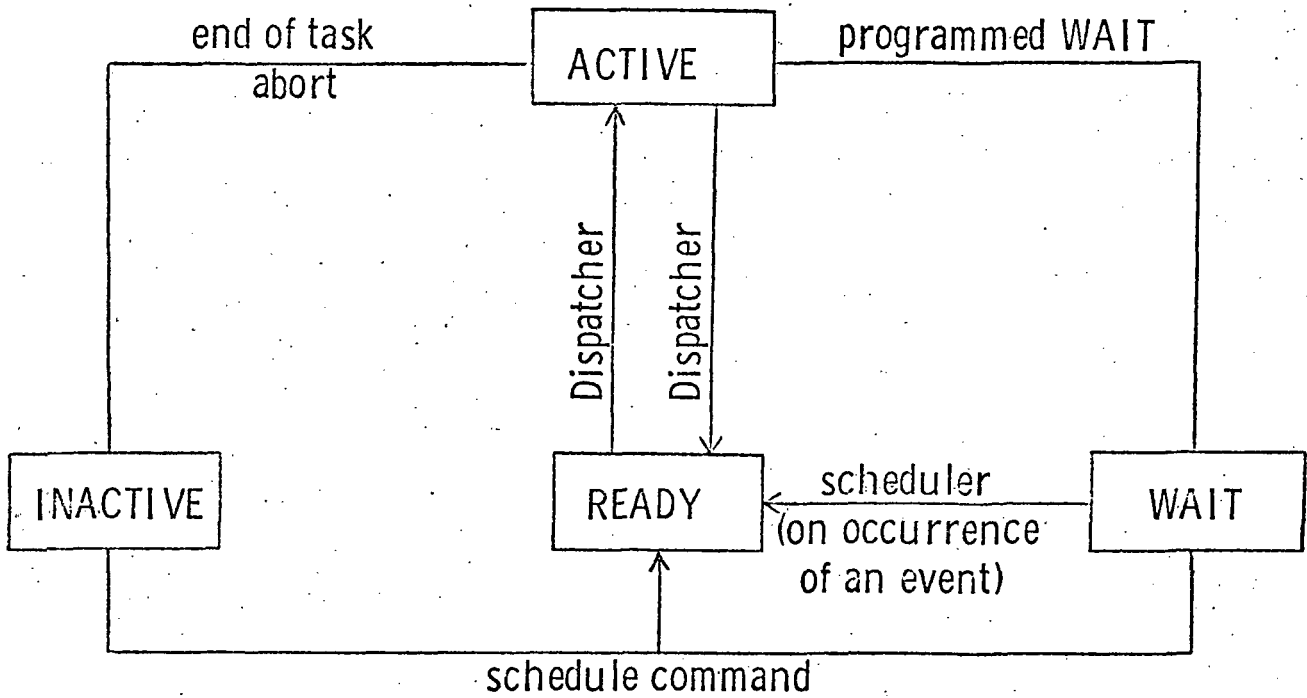 end of task
abort
ACTIVE
programmed WAIT
Dispatcher
Dispatcher
INACTIVE
READY
scheduler
(on occurrence
of an event)
WAIT
schedule command